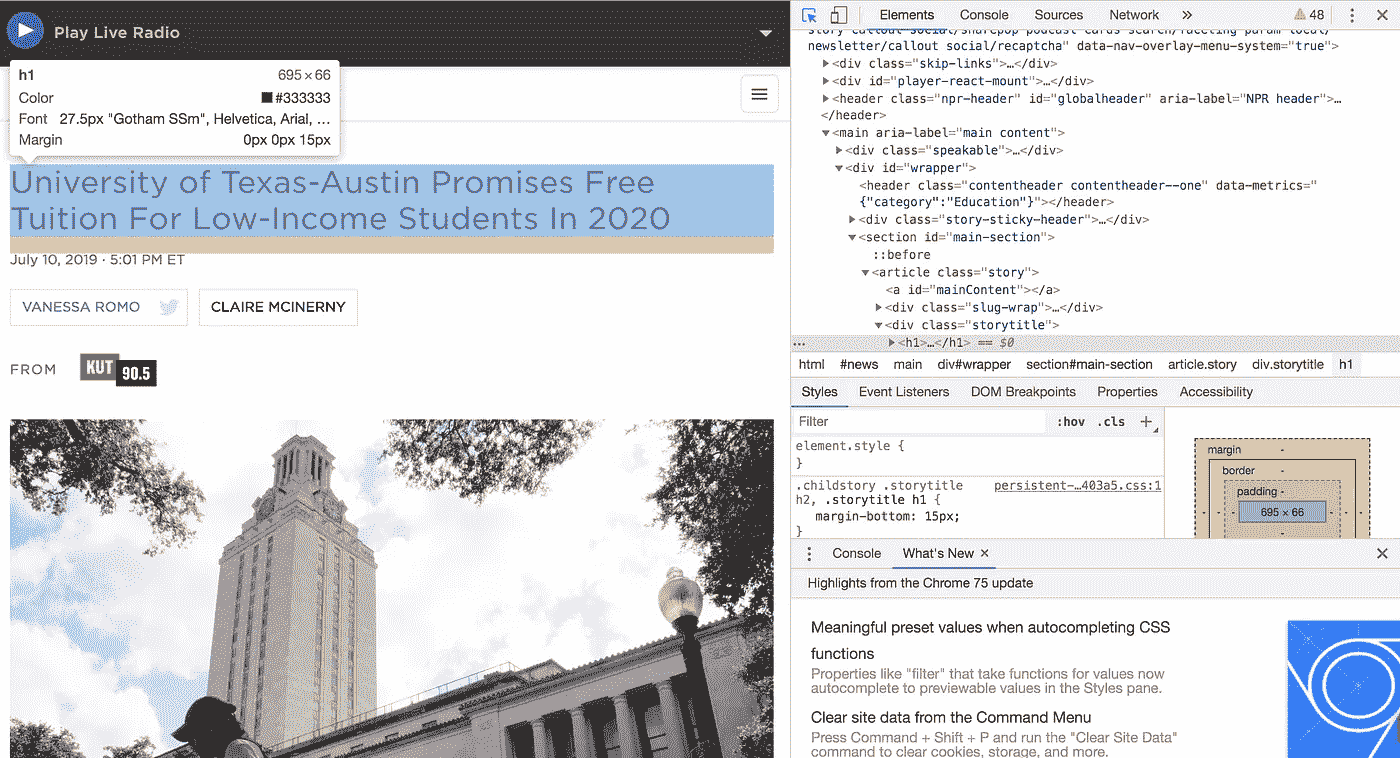 Play Live Radio
h1 695 × 66
Color #333333
Font 27.5px "Gotham SSm", Helvetica, Arial, …
Margin 0px 0px 15px
University of Texas-Austin Promises Free
Tuition For Low-Income Students In 2020
July 10, 2019 · 5:01 PM ET
VANESSA ROMO CLAIRE MCINERNY
FROM KUT 90.5
Elements Console Sources Network » 48
story callout-social/sharepop podcast-cards search/faceting-param-local/
newsletter/callout social/recaptcha" data-nav-overlay-menu-system="true">
<div class="skip-links">…</div>
<div id="player-react-mount">…</div>
<header class="npr-header" id="globalheader" aria-label="NPR header">…
</header>
<main aria-label="main content">
<div class="speakable">…</div>
<div id="wrapper">
<header class="contentheader contentheader--one" data-metrics="
{"category":"Education"}"></header>
<div class="story-sticky-header">…</div>
<section id="main-section">
::before
<article class="story">
<a id="mainContent"></a>
<div class="slug-wrap">…</div>
<div class="storytitle">
… <h1>…</h1> == $0
html #news main div#wrapper section#main-section article.story div.storytitle h1
Styles Event Listeners DOM Breakpoints Properties Accessibility
Filter :hov .cls +
element.style {
}
.childstory .storytitle persistent-…403a5.css:1
h2, .storytitle h1 {
margin-bottom: 15px;
}
margin -
border -
padding -
- - - 695 × 66 - - -
-
Console What's New ×
Highlights from the Chrome 75 update
Meaningful preset values when autocompleting CSS
functions
Properties like "filter" that take functions for values now
autocomplete to previewable values in the Styles pane.
Clear site data from the Command Menu
Press Command + Shift + P and run the "Clear Site Data"
command to clear cookies, storage, and more.